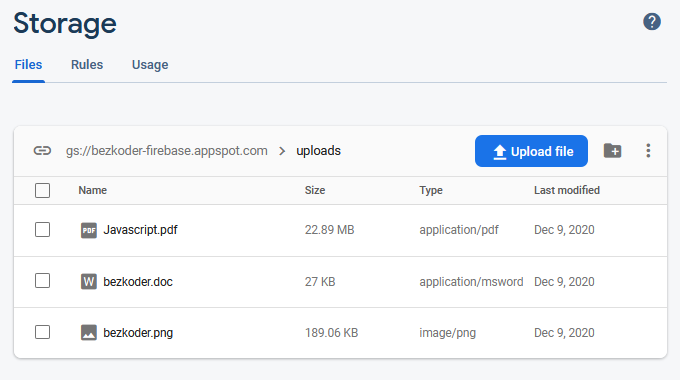 Storage
?
Files Rules Usage
gs://bezkoder-firebase.appspot.com > uploads Upload file
Name Size Type Last modified
PDF Javascript.pdf 22.89 MB application/pdf Dec 9, 2020
W bezkoder.doc 27 KB application/msword Dec 9, 2020
bezkoder.png 189.06 KB image/png Dec 9, 2020